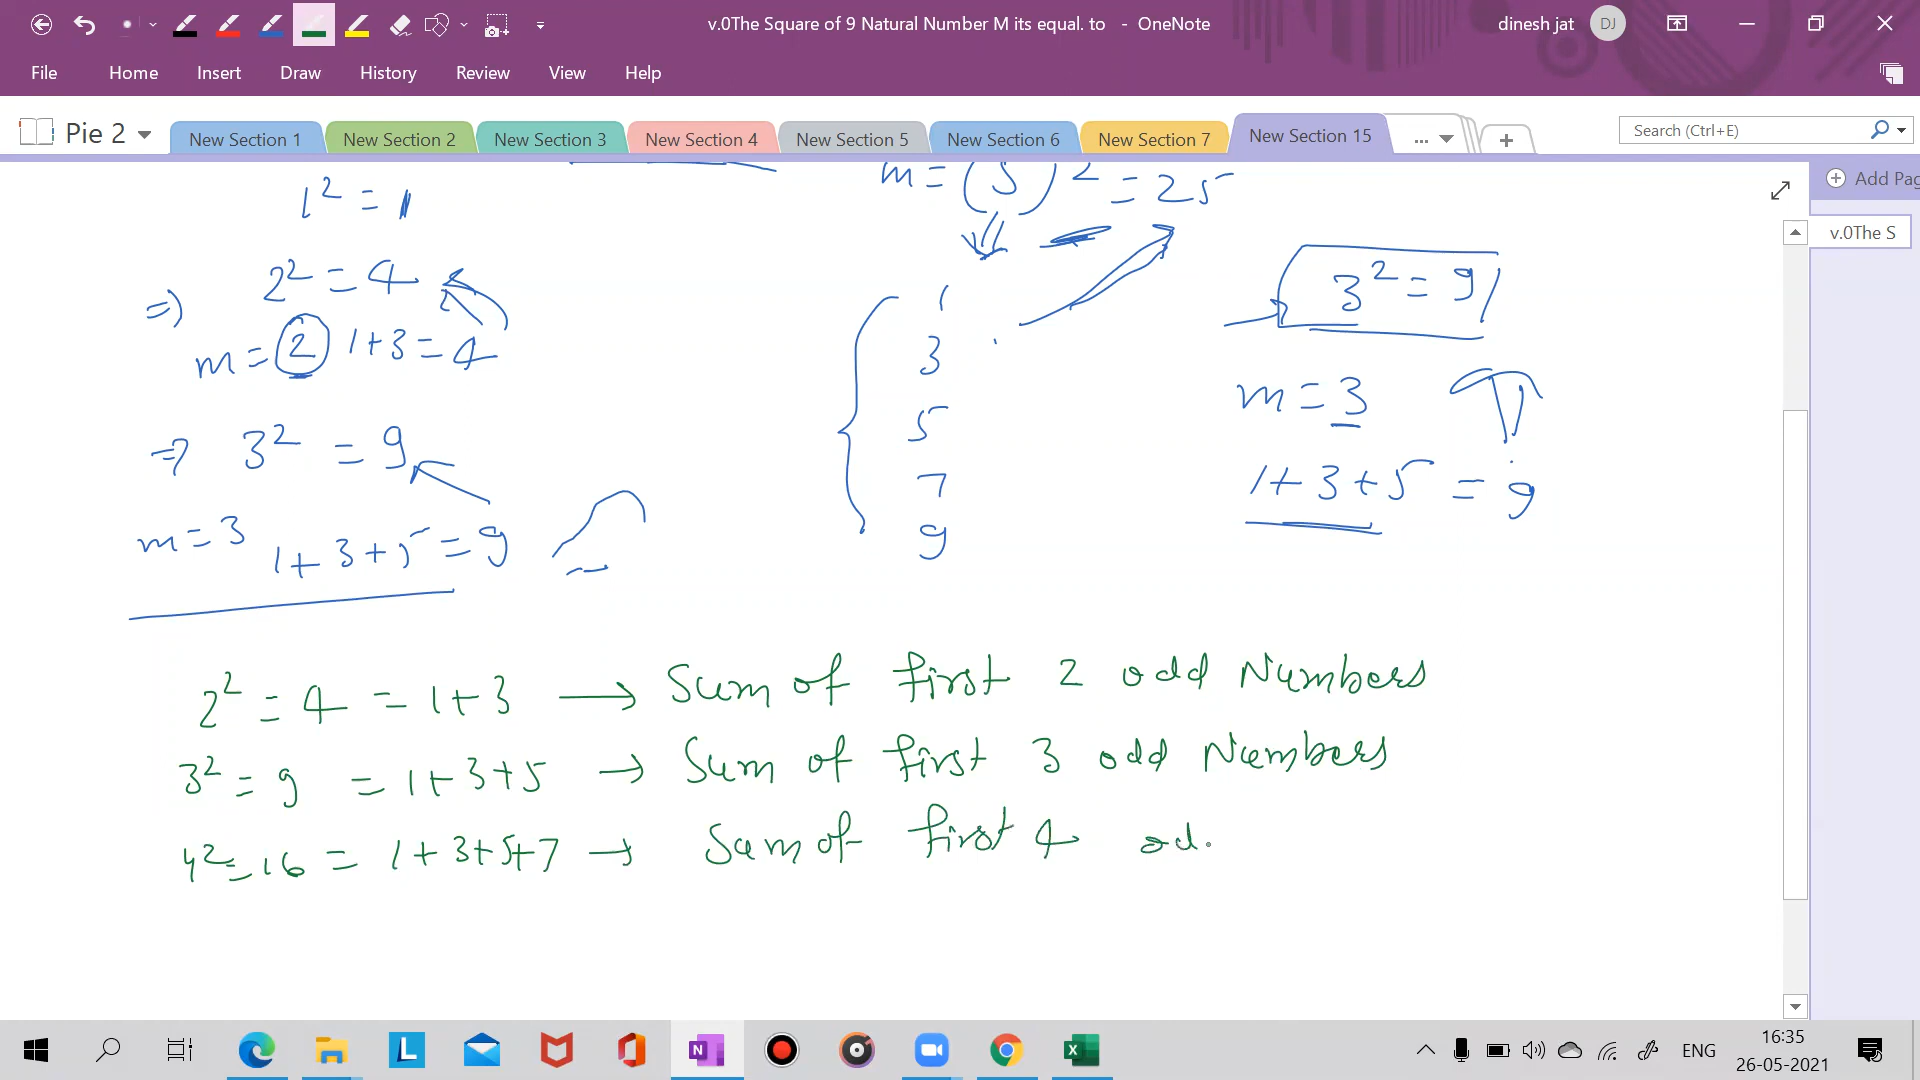 v.0The Square of 9 Natural Number M its equal. to - OneNote
dinesh jat
DJ
File Home Insert Draw History Review View Help
Pie 2
New Section 1
New Section 2
New Section 3
New Section 4
New Section 5
New Section 6
New Section 7
New Section 15
...
Search (Ctrl+E)
Add Pag
v.0The S
1² = 1
m = (5)² = 25
⇒) 2² = 4
m = 2 1+3 = 4
⇒ 3² = 9
m = 3 1+3+5 = 9
1
3
5
7
9
3² = 9
m = 3
1+3+5 = 9
2² = 4 = 1+3 → Sum of first 2 odd Numbers
3² = 9 = 1+3+5 → Sum of first 3 odd Numbers
4² = 16 = 1+3+5+7 → Sum of first 4 od
ENG
16:35
26-05-2021